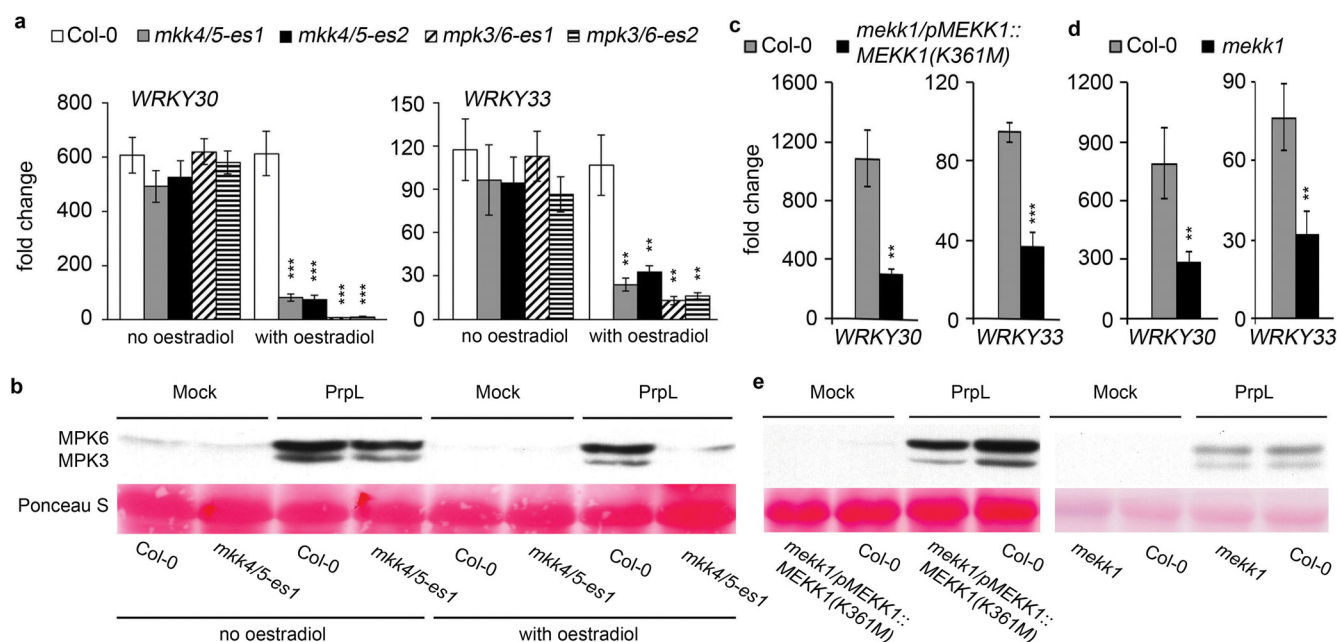 a
Col-0 mkk4/5-es1 mkk4/5-es2 mpk3/6-es1 mpk3/6-es2
fold change
800
600
400
200
0
WRKY30
*** *** *** ***
no oestradiol with oestradiol
150
120
90
60
30
0
WRKY33
** ** ** **
no oestradiol with oestradiol
c
Col-0 mekk1/pMEKK1::
MEKK1(K361M)
fold change
1600
1200
800
400
0
**
WRKY30
120
80
40
0
***
WRKY33
d
Col-0 mekk1
1200
900
600
300
0
**
WRKY30
90
60
30
0
**
WRKY33
b
Mock PrpL Mock PrpL
MPK6
MPK3
Ponceau S
Col-0 mkk4/5-es1 Col-0 mkk4/5-es1 Col-0 mkk4/5-es1 Col-0 mkk4/5-es1
no oestradiol with oestradiol
e
Mock PrpL Mock PrpL
mekk1/pMEKK1::
MEKK1(K361M)
Col-0
mekk1/pMEKK1::
MEKK1(K361M)
Col-0
mekk1 Col-0 mekk1 Col-0